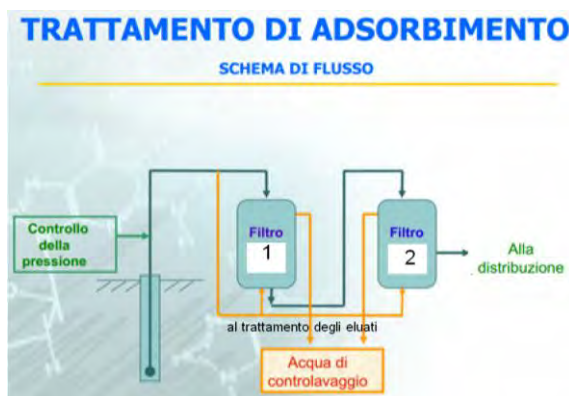 TRATTAMENTO DI ADSORBIMENTO
SCHEMA DI FLUSSO
Controllo
della
pressione
Filtro
1
Filtro
2
Alla
distribuzione
al trattamento degli eluati
Acqua di
controlavaggio